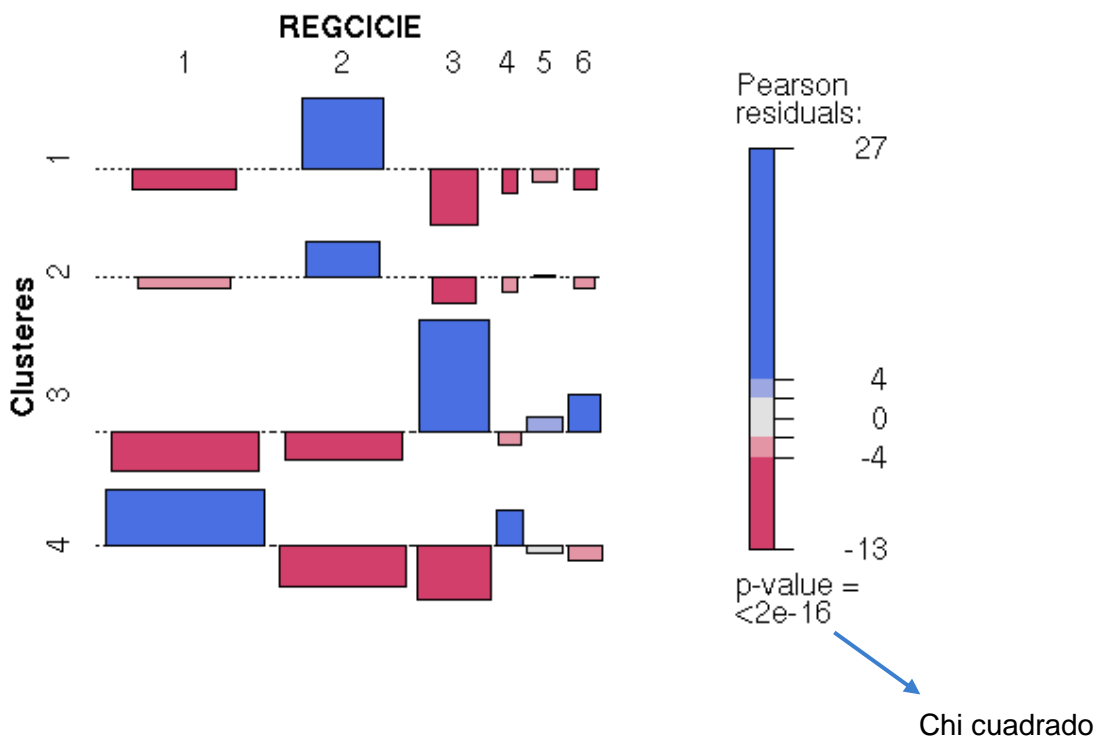 REGCICIE
1 2 3 4 5 6
Clusteres
1
2
3
4
Pearson
residuals:
27
4
0
-4
-13
p-value =
<2e-16
Chi cuadrado